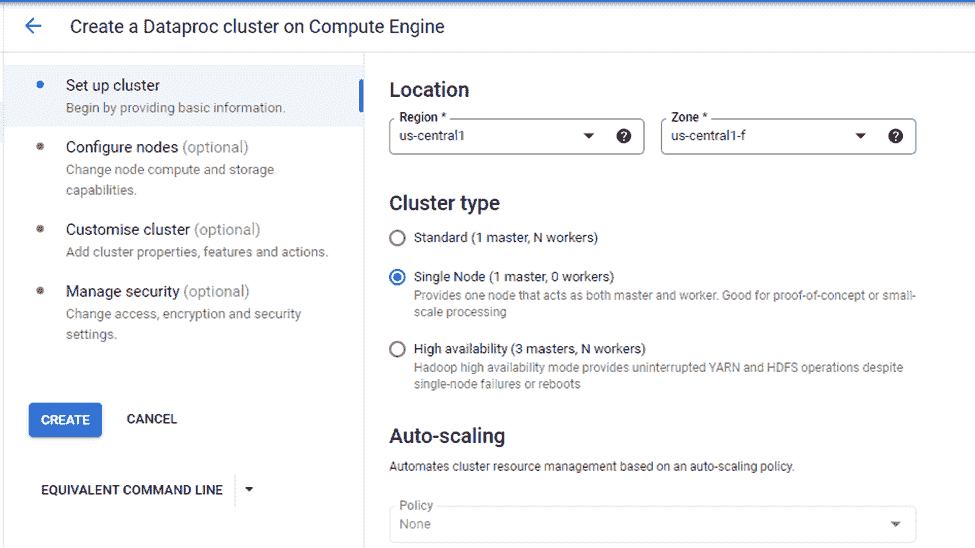 Create a Dataproc cluster on Compute Engine
Set up cluster
Begin by providing basic information.
Configure nodes (optional)
Change node compute and storage
capabilities.
Customise cluster (optional)
Add cluster properties, features and actions.
Manage security (optional)
Change access, encryption and security
settings.
CREATE
CANCEL
EQUIVALENT COMMAND LINE
Location
Region *
us-central1
Zone *
us-central1-f
Cluster type
Standard (1 master, N workers)
Single Node (1 master, 0 workers)
Provides one node that acts as both master and worker. Good for proof-of-concept or small-
scale processing
High availability (3 masters, N workers)
Hadoop high availability mode provides uninterrupted YARN and HDFS operations despite
single-node failures or reboots
Auto-scaling
Automates cluster resource management based on an auto-scaling policy.
Policy
None